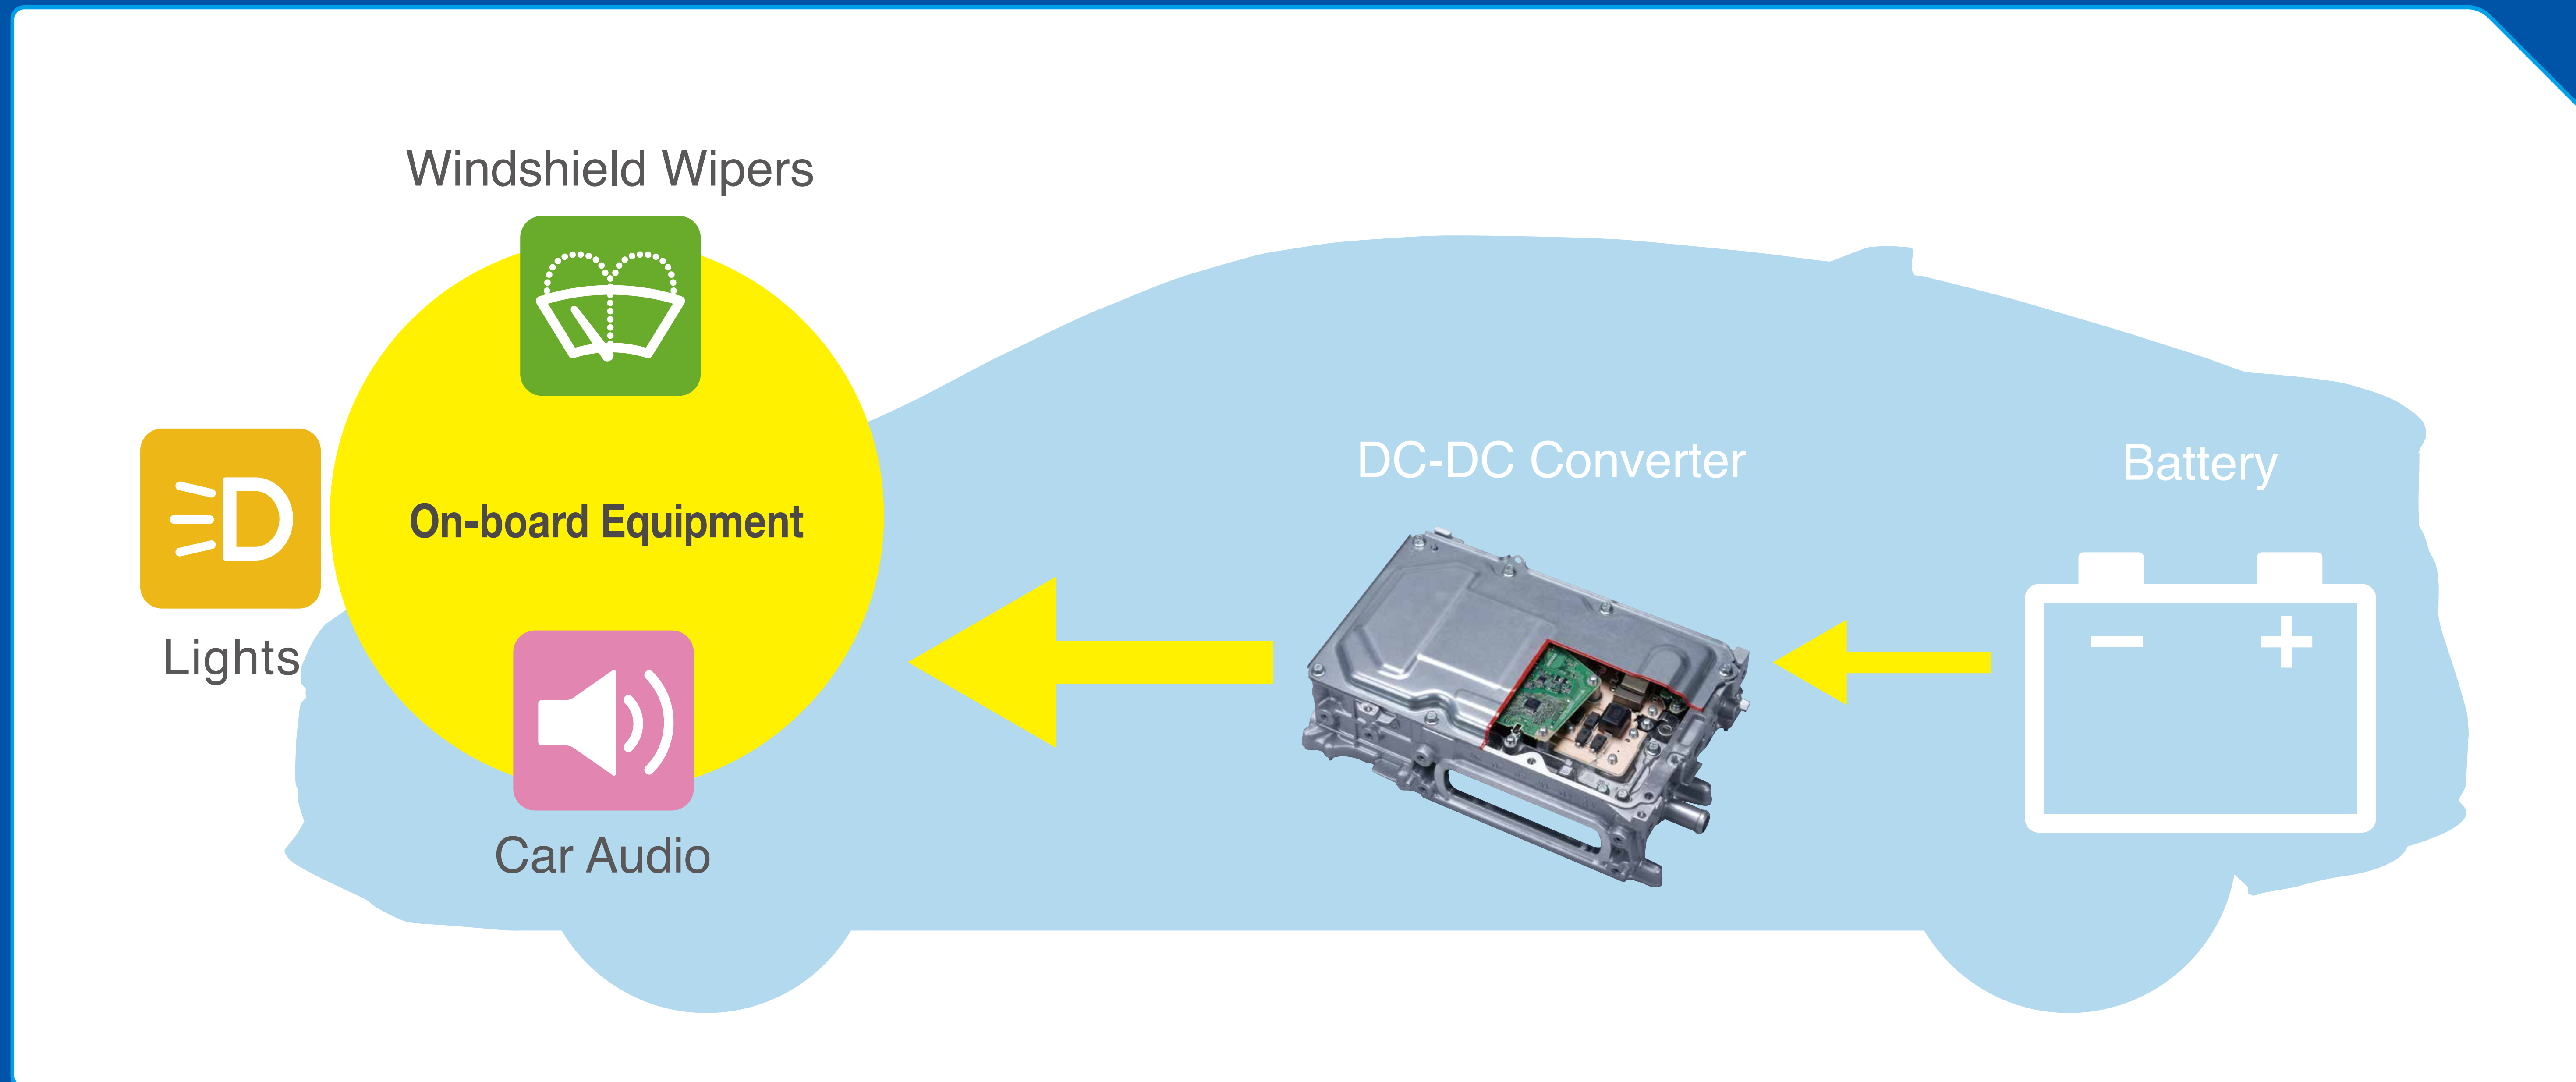 Windshield Wipers
On-board Equipment
Lights
Car Audio
DC-DC Converter
Battery